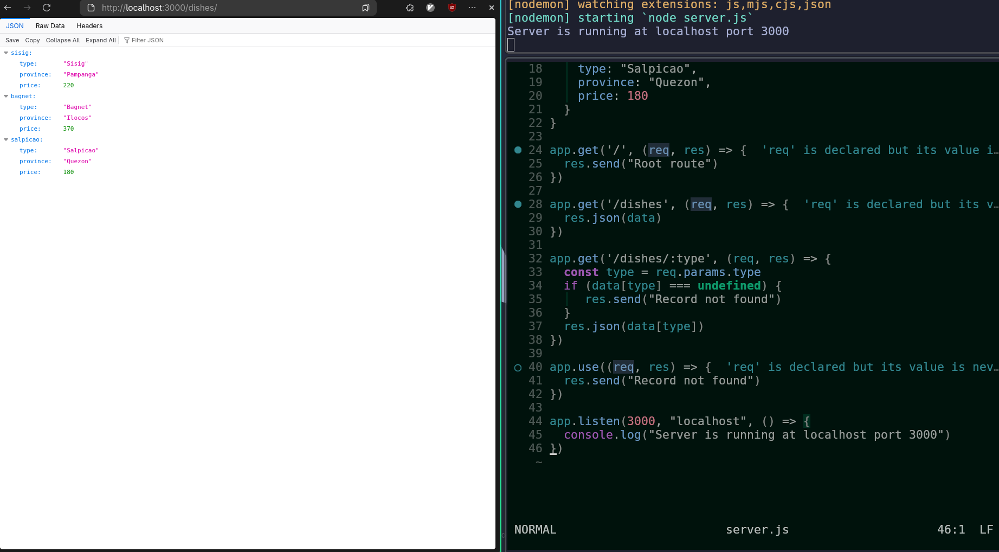 http://localhost:3000/dishes/
JSON Raw Data Headers
Save Copy Collapse All Expand All Filter JSON
sisig:
type: "Sisig"
province: "Pampanga"
price: 220
bagnet:
type: "Bagnet"
province: "Ilocos"
price: 370
salpicao:
type: "Salpicao"
province: "Quezon"
price: 180
[nodemon] watching extensions: js,mjs,cjs,json
[nodemon] starting `node server.js`
Server is running at localhost port 3000
18 type: "Salpicao",
19 province: "Quezon",
20 price: 180
21 }
22 }
23
24 app.get('/', (req, res) => { 'req' is declared but its value i…
25 res.send("Root route")
26 })
27
28 app.get('/dishes', (req, res) => { 'req' is declared but its v…
29 res.json(data)
30 })
31
32 app.get('/dishes/:type', (req, res) => {
33 const type = req.params.type
34 if (data[type] === undefined) {
35 res.send("Record not found")
36 }
37 res.json(data[type])
38 })
39
40 app.use((req, res) => { 'req' is declared but its value is nev…
41 res.send("Record not found")
42 })
43
44 app.listen(3000, "localhost", () => {
45 console.log("Server is running at localhost port 3000")
46 })
~
NORMAL server.js 46:1 LF